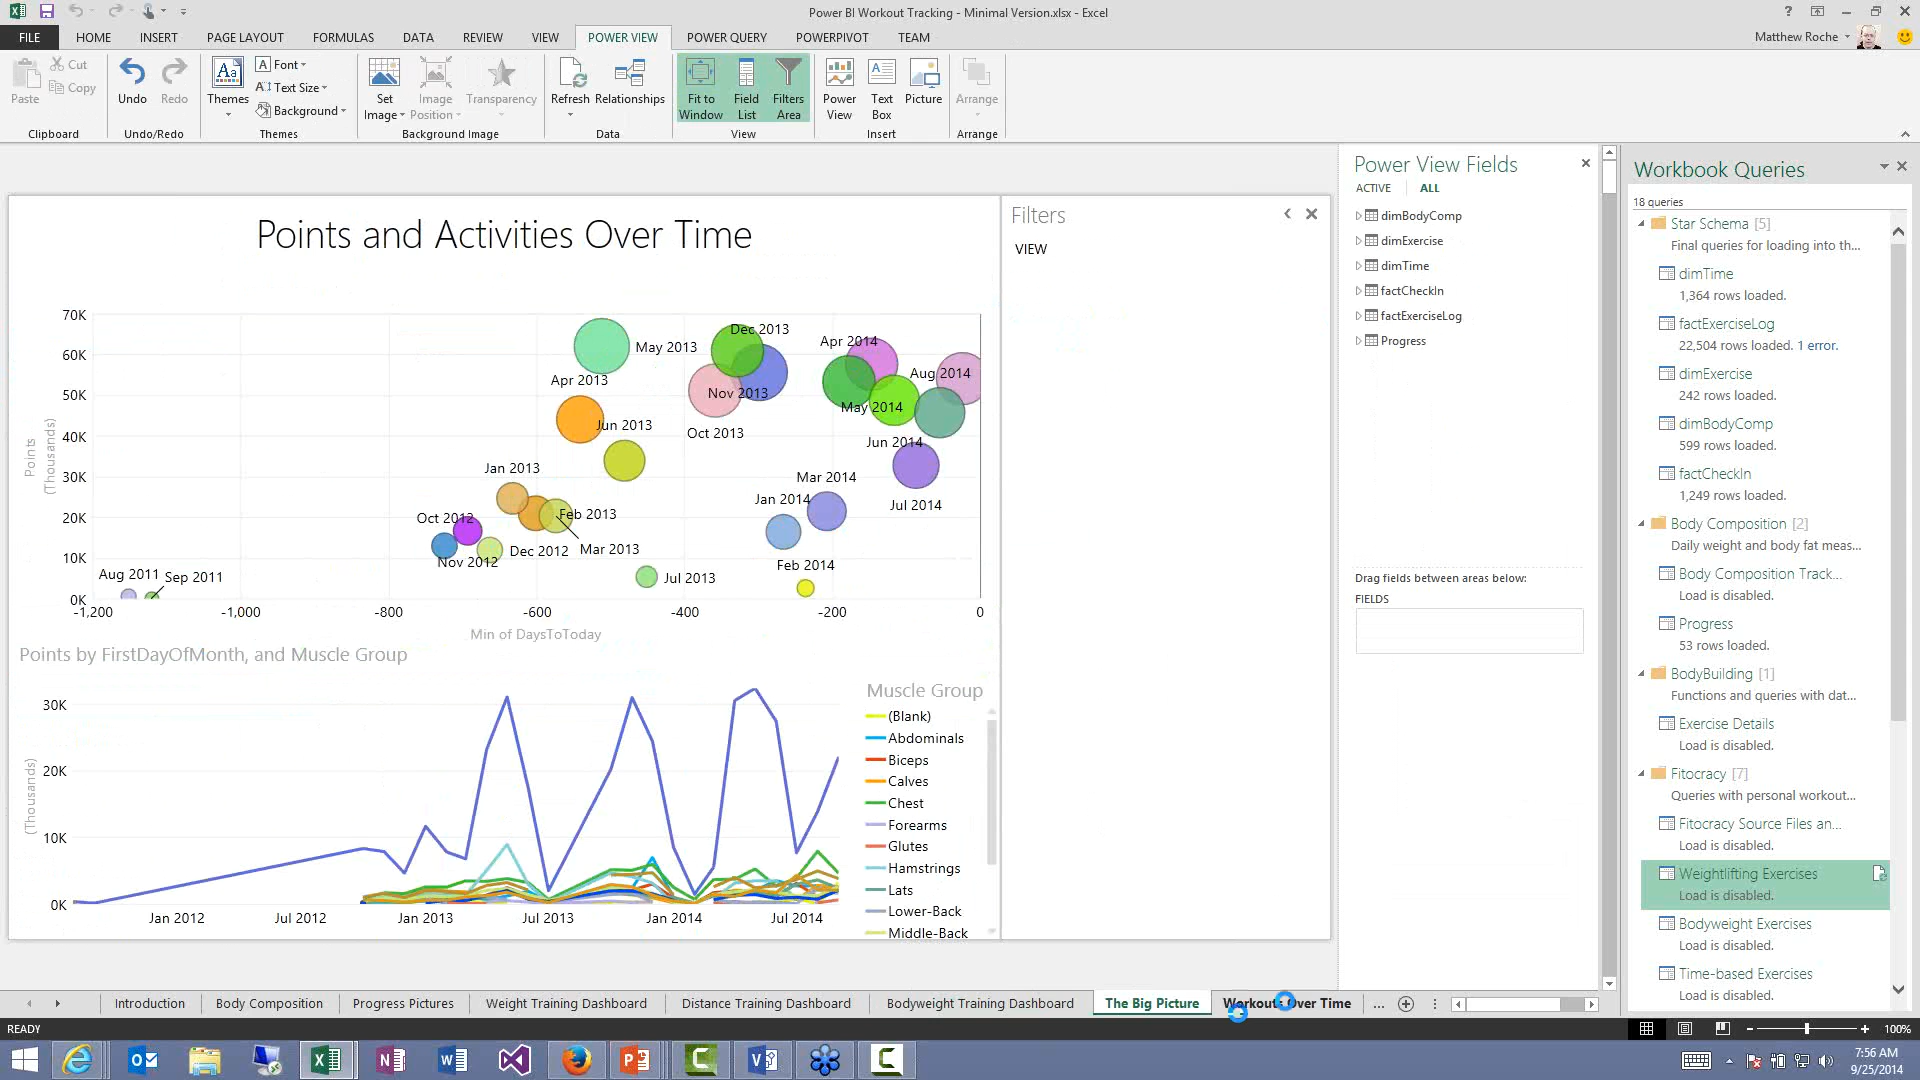 Power BI Workout Tracking - Minimal Version.xlsx - Excel
FILE HOME INSERT PAGE LAYOUT FORMULAS DATA REVIEW VIEW POWER VIEW POWER QUERY POWERPIVOT TEAM
Matthew Roche
Paste Cut Copy
Clipboard
Undo Redo
Undo/Redo
Themes Font Text Size Background
Themes
Set Image Image Position Transparency
Background Image
Refresh Relationships
Data
Fit to Window Field List Filters Area
View
Power View Text Box Picture
Insert
Arrange
Arrange
Points and Activities Over Time
70K
60K
50K
40K
30K
20K
10K
0K
Points
(Thousands)
Dec 2013
May 2013
Apr 2014
Apr 2013
Aug 2014
Nov 2013
May 2014
Jun 2013
Oct 2013
Jun 2014
Jan 2013
Mar 2014
Jan 2014
Jul 2014
Oct 2012
Feb 2013
Dec 2012
Mar 2013
Nov 2012
Feb 2014
Aug 2011
Sep 2011
Jul 2013
-1,200 -1,000 -800 -600 -400 -200 0
Min of DaysToToday
Points by FirstDayOfMonth, and Muscle Group
30K
20K
10K
0K
(Thousands)
Jan 2012 Jul 2012 Jan 2013 Jul 2013 Jan 2014 Jul 2014
Muscle Group
(Blank)
Abdominals
Biceps
Calves
Chest
Forearms
Glutes
Hamstrings
Lats
Lower-Back
Middle-Back
Filters
VIEW
Power View Fields
ACTIVE ALL
dimBodyComp
dimExercise
dimTime
factCheckIn
factExerciseLog
Progress
Drag fields between areas below:
FIELDS
Workbook Queries
18 queries
Star Schema [5]
Final queries for loading into th...
dimTime
1,364 rows loaded.
factExerciseLog
22,504 rows loaded. 1 error.
dimExercise
242 rows loaded.
dimBodyComp
599 rows loaded.
factCheckIn
1,249 rows loaded.
Body Composition [2]
Daily weight and body fat meas...
Body Composition Track...
Load is disabled.
Progress
53 rows loaded.
BodyBuilding [1]
Functions and queries with dat...
Exercise Details
Load is disabled.
Fitocracy [7]
Queries with personal workout...
Fitocracy Source Files an...
Load is disabled.
Weightlifting Exercises
Load is disabled.
Bodyweight Exercises
Load is disabled.
Time-based Exercises
Load is disabled.
Introduction Body Composition Progress Pictures Weight Training Dashboard Distance Training Dashboard Bodyweight Training Dashboard The Big Picture Workouts Over Time ...
READY
100%
7:56 AM
9/25/2014